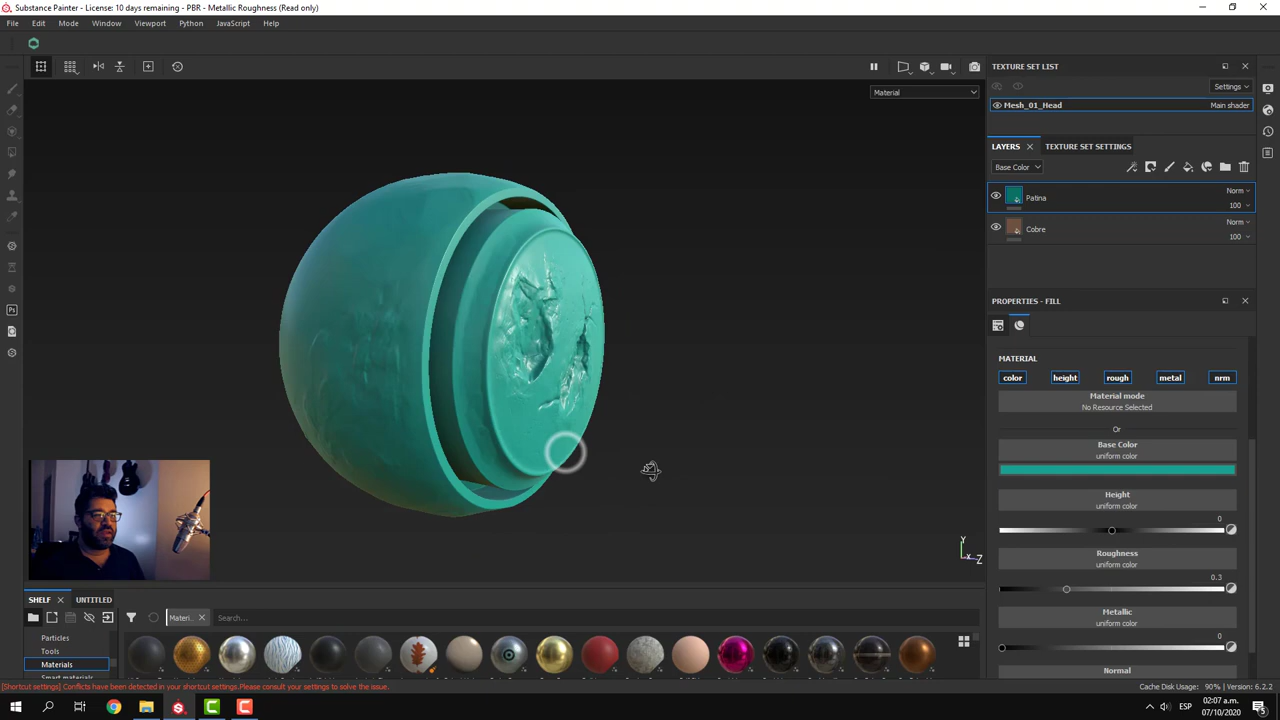 Substance Painter - License: 10 days remaining - PBR - Metallic Roughness (Read only)
File Edit Mode Window Viewport Python JavaScript Help
Material
TEXTURE SET LIST
Settings
Mesh_01_Head Main shader
LAYERS TEXTURE SET SETTINGS
Base Color
Patina Norm 100
Cobre Norm 100
PROPERTIES - FILL
MATERIAL
color height rough metal nrm
Material mode
No Resource Selected
Or
Base Color
uniform color
Height
uniform color
0
Roughness
uniform color
0.3
Metallic
uniform color
0
Normal
Y
X Z
SHELF UNTITLED
Materi... Search...
Particles
Tools
Materials
Smart materials
Ps
[Shortcut settings] Conflicts have been detected in your shortcut settings.Please consult your settings to solve the issue.
Cache Disk Usage: 90% | Version: 6.2.2
ESP
02:07 a.m.
07/10/2020
5